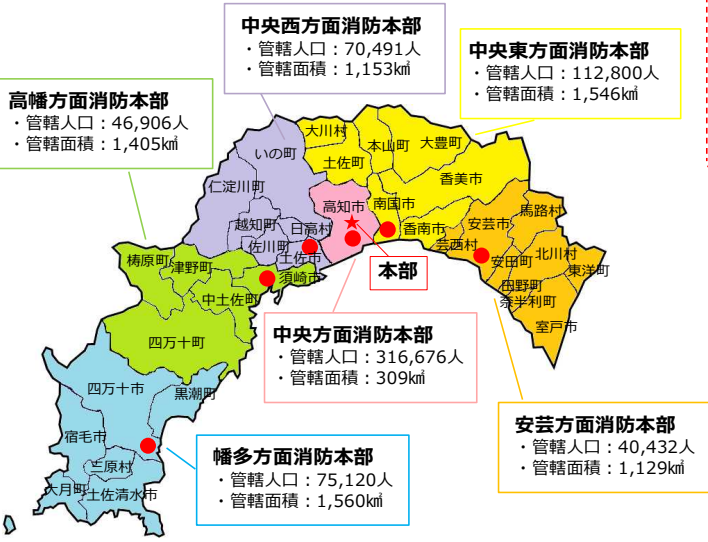 中央西方面消防本部
・管轄人口：70,491人
・管轄面積：1,153㎢
中央東方面消防本部
・管轄人口：112,800人
・管轄面積：1,546㎢
高幡方面消防本部
・管轄人口：46,906人
・管轄面積：1,405㎢
大川村
本山町
大豊町
いの町
土佐町
香美市
仁淀川町
高知市
南国市
馬路村
越知町
日高村
香南市
安芸市
佐川町
土佐市
芸西村
安田町
北川村
東洋町
梼原町
津野町
須崎市
本部
田野町
奈半利町
中土佐町
室戸市
四万十町
中央方面消防本部
・管轄人口：316,676人
・管轄面積：309㎢
四万十市
黒潮町
宿毛市
三原村
大月町
土佐清水市
幡多方面消防本部
・管轄人口：75,120人
・管轄面積：1,560㎢
安芸方面消防本部
・管轄人口：40,432人
・管轄面積：1,129㎢